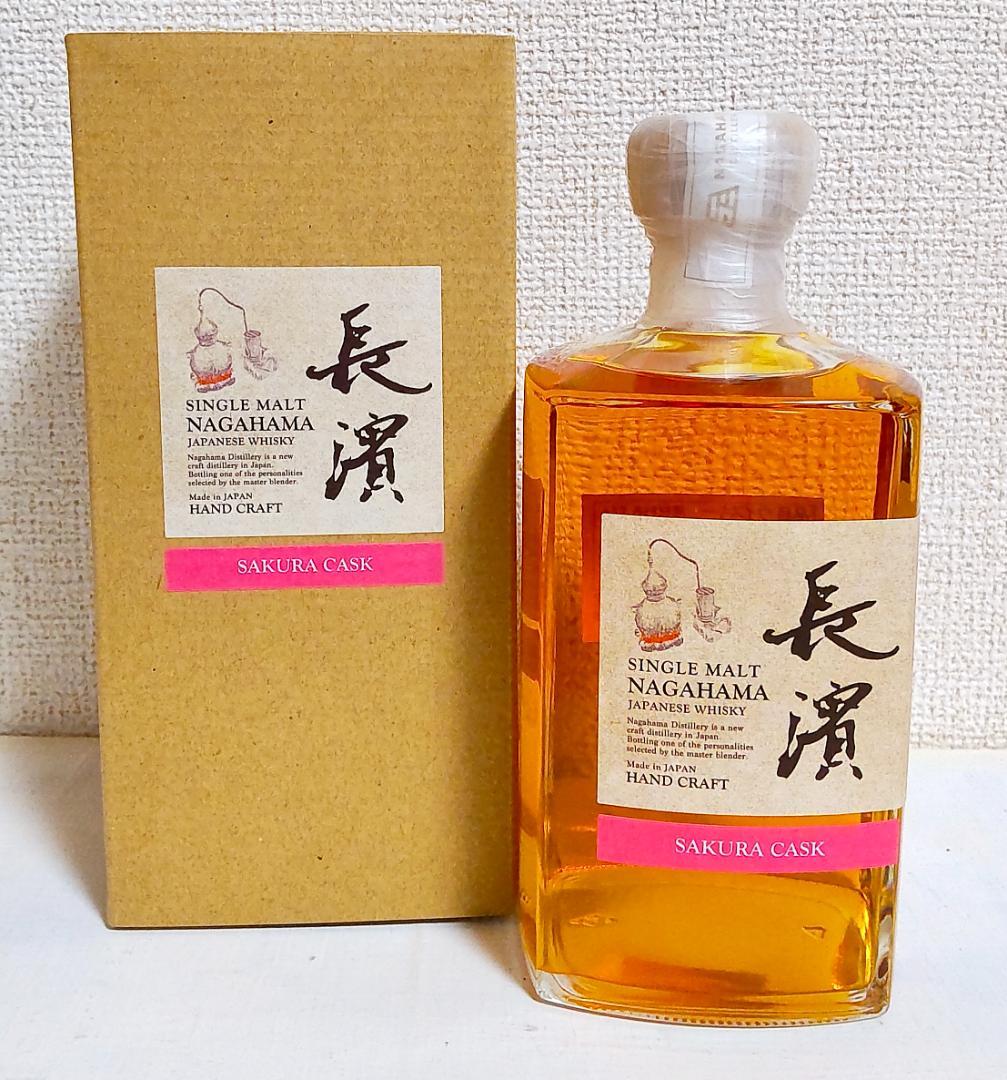 SINGLE MALT
NAGAHAMA
JAPANESE WHISKY
Nagahama Distillery is a new
craft distillery in Japan.
Bottling one of the personalities
selected by the master blender.
Made in JAPAN
HAND CRAFT
長濱
SAKURA CASK
SINGLE MALT
NAGAHAMA
JAPANESE WHISKY
Nagahama Distillery is a new
craft distillery in Japan.
Bottling one of the personalities
selected by the master blender.
Made in JAPAN
HAND CRAFT
長濱
SAKURA CASK